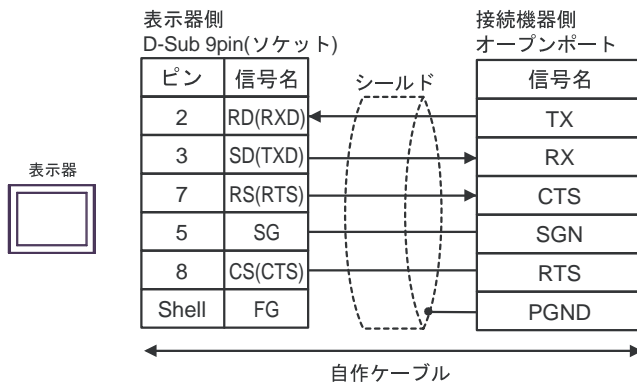 表示器側
D-Sub 9pin(ソケット)
接続機器側
オープンポート
ピン 信号名 シールド 信号名
2 RD(RXD) TX
3 SD(TXD) RX
表示器
7 RS(RTS) CTS
5 SG SGN
8 CS(CTS) RTS
Shell FG PGND
自作ケーブル